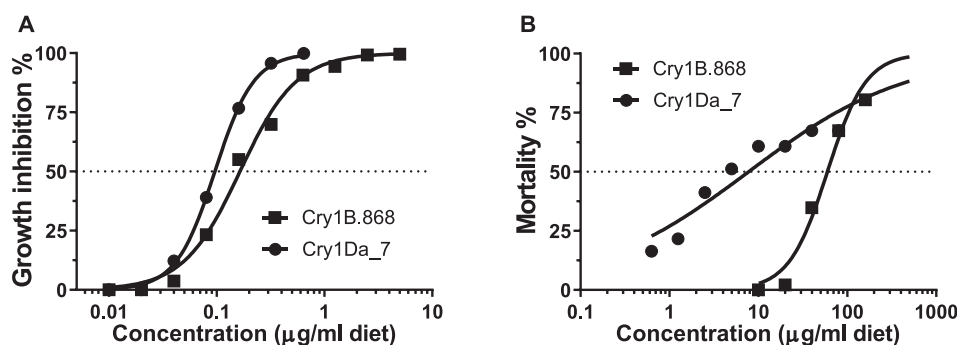 A
Growth inhibition %
100
75
50
25
0
Cry1B.868
Cry1Da_7
0.01 0.1 1 10
Concentration (μg/ml diet)
B
Mortality %
100
75
50
25
0
Cry1B.868
Cry1Da_7
0.1 1 10 100 1000
Concentration (μg/ml diet)